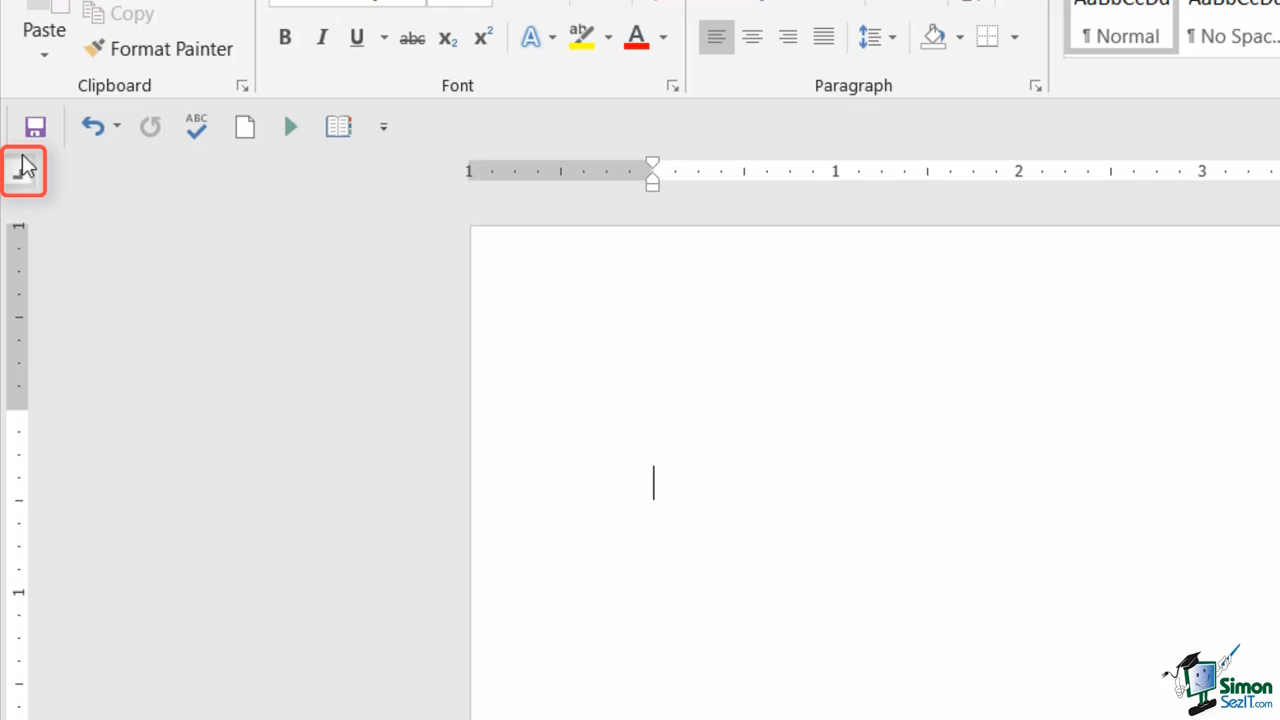 Copy
AaBbCcDd
Paste
Format Painter
B I U abc x₂ x² A ab A
¶ Normal
¶ No Spac...
Clipboard
Font
Paragraph
ABC
1 1 2 3
1
1
Simon
SezIT.com